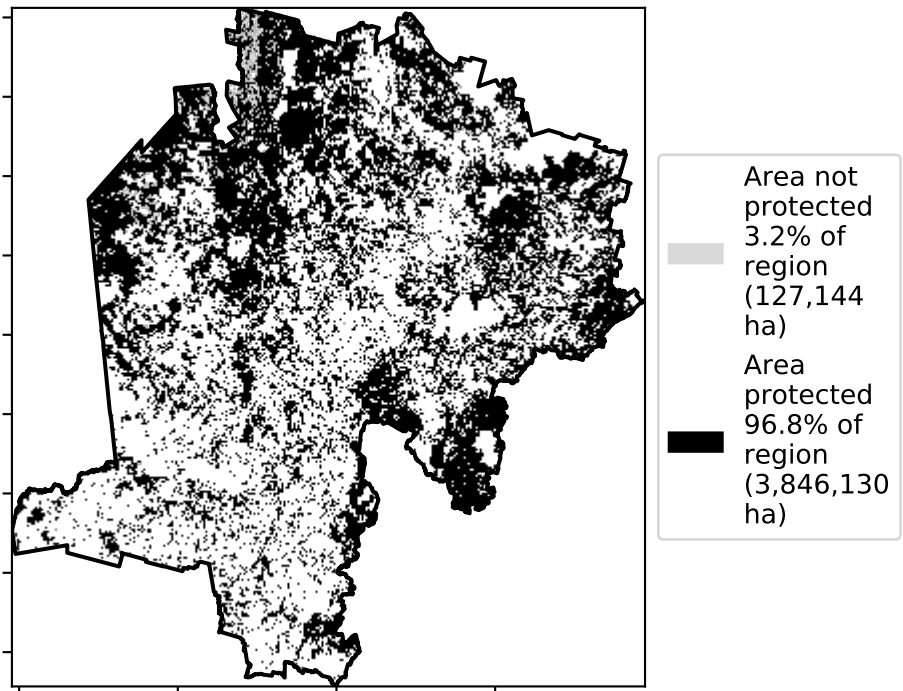 Area not
protected
3.2% of
region
(127,144
ha)
Area
protected
96.8% of
region
(3,846,130
ha)